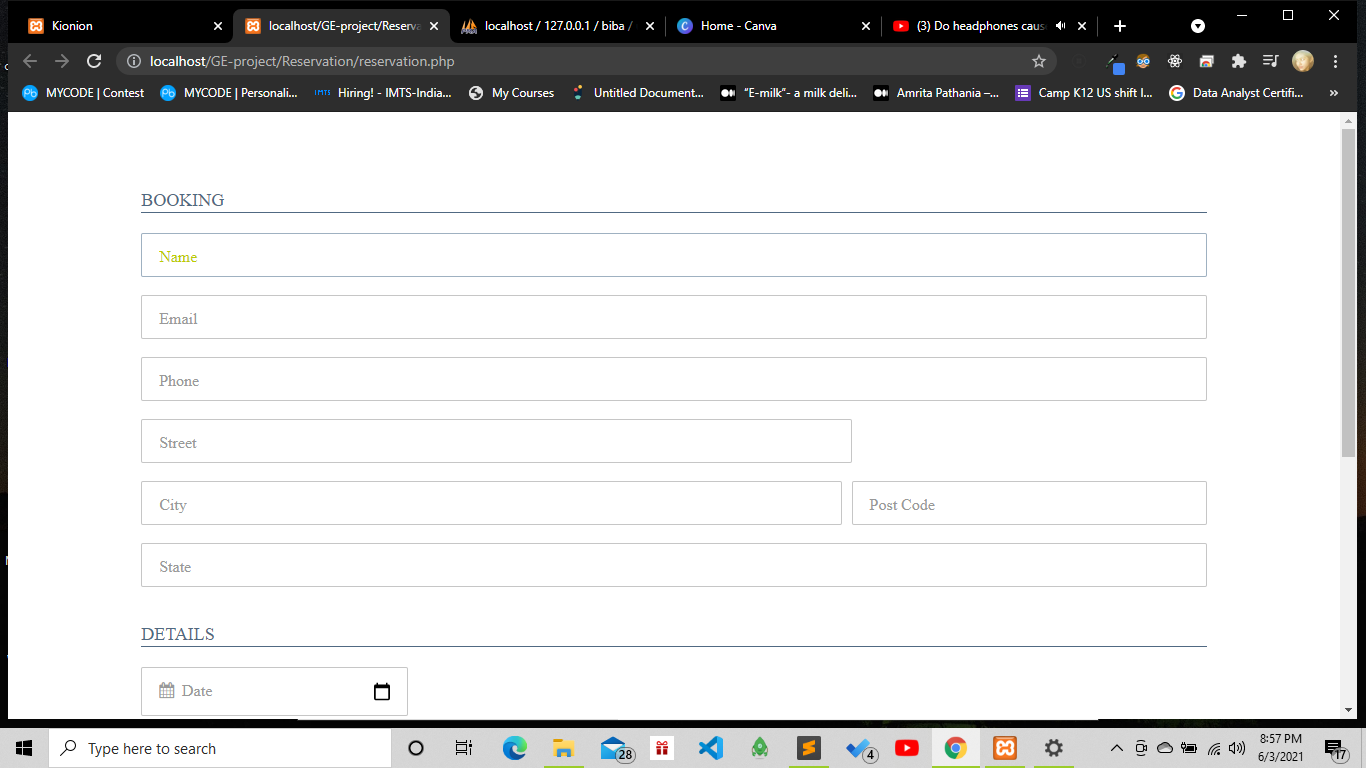 Kionion
localhost/GE-project/Reserva
localhost / 127.0.0.1 / biba /
Home - Canva
(3) Do headphones caus
localhost/GE-project/Reservation/reservation.php
MYCODE | Contest
MYCODE | Personali...
IMTS
Hiring! - IMTS-India...
My Courses
Untitled Document...
“E-milk”- a milk deli...
Amrita Pathania –...
Camp K12 US shift I...
Data Analyst Certifi...
»
BOOKING
Name
Email
Phone
Street
City
Post Code
State
DETAILS
Date
Type here to search
28
4
8:57 PM
6/3/2021
17